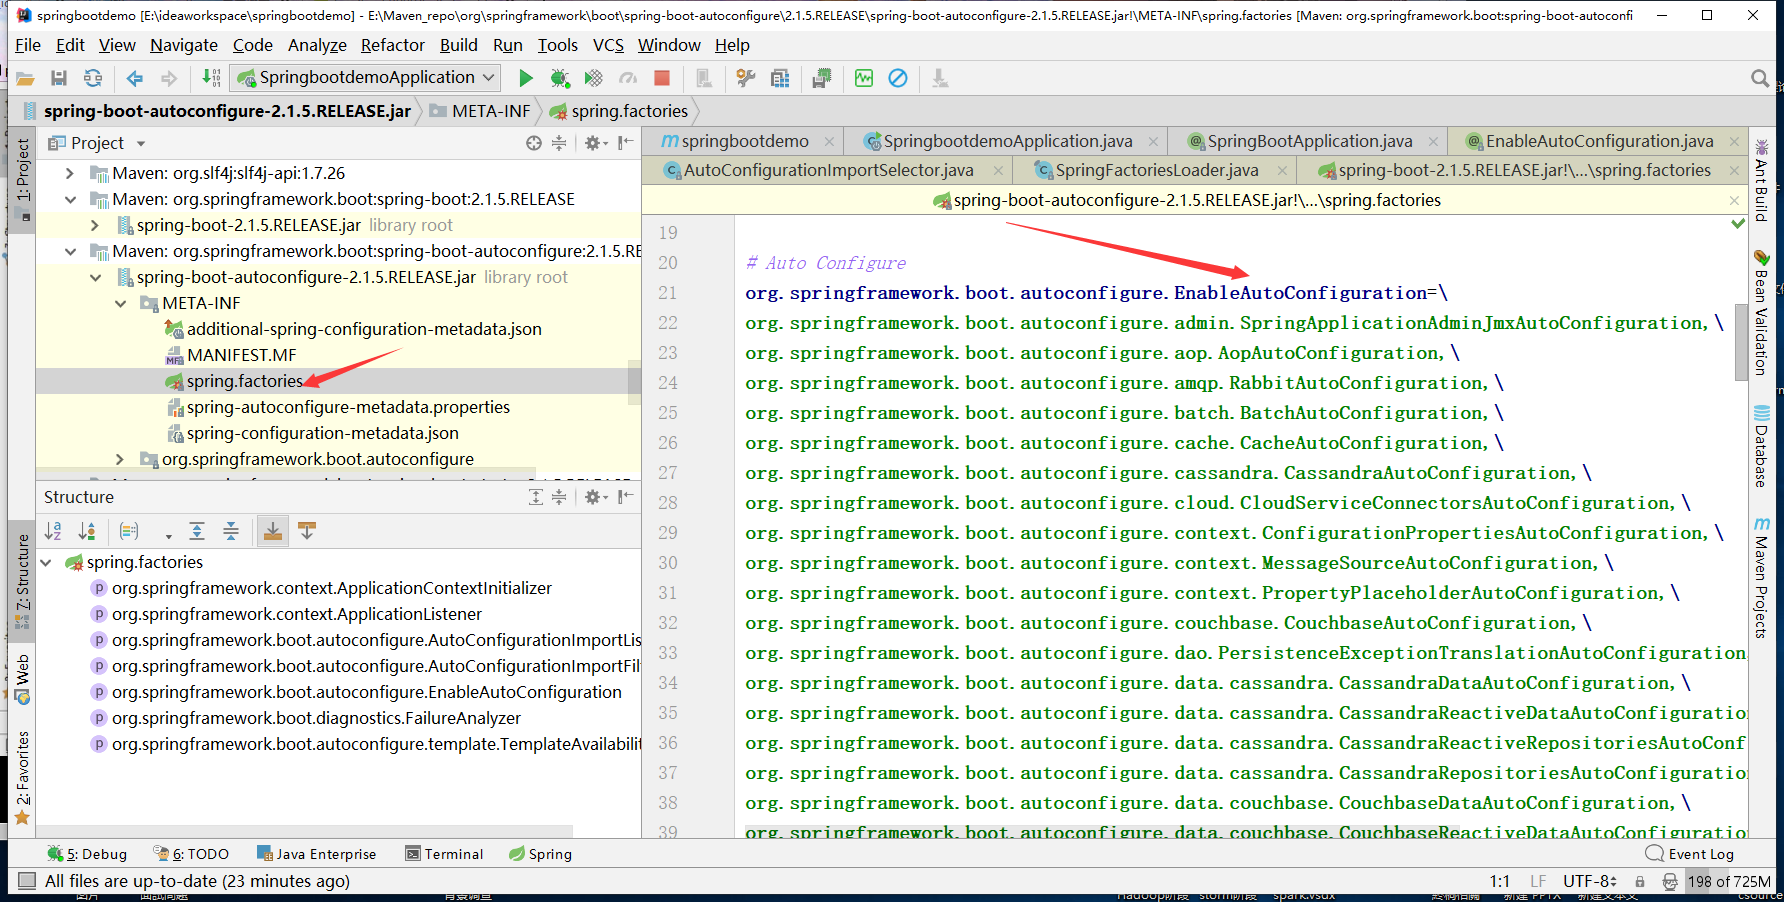 springbootdemo [E:\ideaworkspace\springbootdemo] - E:\Maven_repo\org\springframework\boot\spring-boot-autoconfigure\2.1.5.RELEASE\spring-boot-autoconfigure-2.1.5.RELEASE.jar!\META-INF\spring.factories [Maven: org.springframework.boot:spring-boot-autoconfi
File Edit View Navigate Code Analyze Refactor Build Run Tools VCS Window Help
SpringbootdemoApplication
spring-boot-autoconfigure-2.1.5.RELEASE.jar META-INF spring.factories
1: Project
7: Structure
Web
2: Favorites
Project
Maven: org.slf4j:slf4j-api:1.7.26
Maven: org.springframework.boot:spring-boot:2.1.5.RELEASE
spring-boot-2.1.5.RELEASE.jar library root
Maven: org.springframework.boot:spring-boot-autoconfigure:2.1.5.RE
spring-boot-autoconfigure-2.1.5.RELEASE.jar library root
META-INF
additional-spring-configuration-metadata.json
MANIFEST.MF
spring.factories
spring-autoconfigure-metadata.properties
spring-configuration-metadata.json
org.springframework.boot.autoconfigure
Structure
spring.factories
org.springframework.context.ApplicationContextInitializer
org.springframework.context.ApplicationListener
org.springframework.boot.autoconfigure.AutoConfigurationImportLis
org.springframework.boot.autoconfigure.AutoConfigurationImportFil
org.springframework.boot.autoconfigure.EnableAutoConfiguration
org.springframework.boot.diagnostics.FailureAnalyzer
org.springframework.boot.autoconfigure.template.TemplateAvailabilit
springbootdemo SpringbootdemoApplication.java SpringBootApplication.java EnableAutoConfiguration.java
AutoConfigurationImportSelector.java SpringFactoriesLoader.java spring-boot-2.1.5.RELEASE.jar!\...\spring.factories
spring-boot-autoconfigure-2.1.5.RELEASE.jar!\...\spring.factories
19
20 # Auto Configure
21 org.springframework.boot.autoconfigure.EnableAutoConfiguration=\
22 org.springframework.boot.autoconfigure.admin.SpringApplicationAdminJmxAutoConfiguration,\
23 org.springframework.boot.autoconfigure.aop.AopAutoConfiguration,\
24 org.springframework.boot.autoconfigure.amqp.RabbitAutoConfiguration,\
25 org.springframework.boot.autoconfigure.batch.BatchAutoConfiguration,\
26 org.springframework.boot.autoconfigure.cache.CacheAutoConfiguration,\
27 org.springframework.boot.autoconfigure.cassandra.CassandraAutoConfiguration,\
28 org.springframework.boot.autoconfigure.cloud.CloudServiceConnectorsAutoConfiguration,\
29 org.springframework.boot.autoconfigure.context.ConfigurationPropertiesAutoConfiguration,\
30 org.springframework.boot.autoconfigure.context.MessageSourceAutoConfiguration,\
31 org.springframework.boot.autoconfigure.context.PropertyPlaceholderAutoConfiguration,\
32 org.springframework.boot.autoconfigure.couchbase.CouchbaseAutoConfiguration,\
33 org.springframework.boot.autoconfigure.dao.PersistenceExceptionTranslationAutoConfiguration
34 org.springframework.boot.autoconfigure.data.cassandra.CassandraDataAutoConfiguration,\
35 org.springframework.boot.autoconfigure.data.cassandra.CassandraReactiveDataAutoConfiguratio
36 org.springframework.boot.autoconfigure.data.cassandra.CassandraReactiveRepositoriesAutoConf
37 org.springframework.boot.autoconfigure.data.cassandra.CassandraRepositoriesAutoConfiguratio
38 org.springframework.boot.autoconfigure.data.couchbase.CouchbaseDataAutoConfiguration,\
39 org.springframework.boot.autoconfigure.data.couchbase.CouchbaseReactiveDataAutoConfiguratio
Ant Build
Bean Validation
Database
Maven Projects
5: Debug 6: TODO Java Enterprise Terminal Spring Event Log
All files are up-to-date (23 minutes ago) 1:1 LF UTF-8 198 of 725M